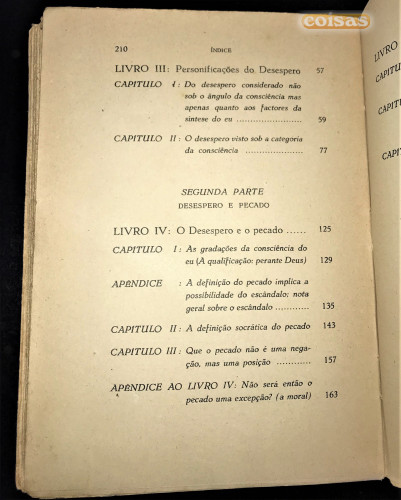 coisas
210 ÍNDICE
LIVRO III: Personificações do Desespero 57
CAPITULO I: Do desespero considerado não
sob o ângulo da consciência mas
apenas quanto aos factores da
síntese do eu ........................ 59
CAPITULO II: O desespero visto sob a categoria
da consciência ..................... 77
SEGUNDA PARTE
DESESPERO E PECADO
LIVRO IV: O Desespero e o pecado ...... 125
CAPITULO I: As gradações da consciência do
eu (A qualificação: perante Deus) 129
APÊNDICE : A definição do pecado implica a
possibilidade do escândalo: nota
geral sobre o escândalo ............ 135
CAPITULO II: A definição socrática do pecado 143
CAPITULO III: Que o pecado não é uma nega-
ção, mas uma posição ............ 157
APÊNDICE AO LIVRO IV: Não será então o
pecado uma excepção? (a moral) 163
LIVRO
CAPITU
CAPIT
CAPI